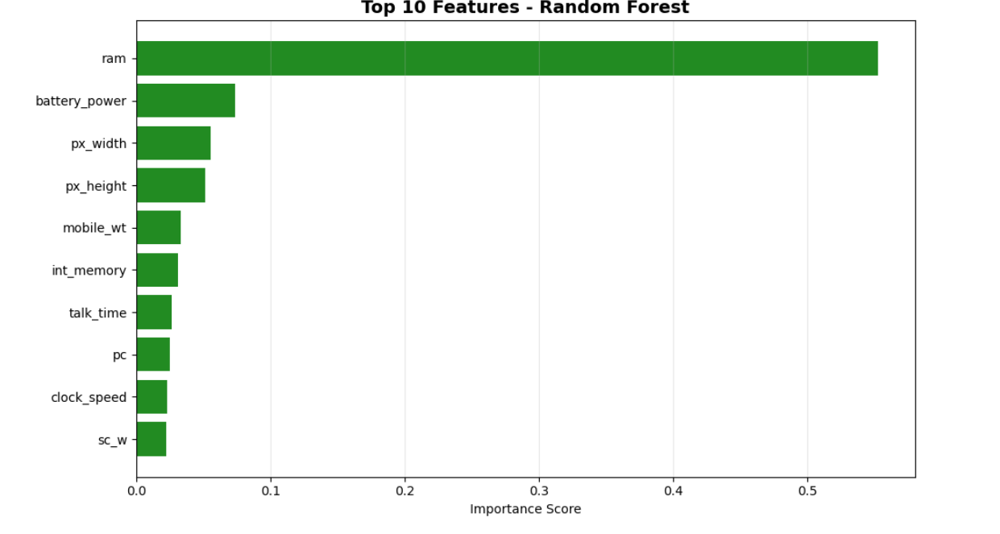 Top 10 Features - Random Forest
ram
battery_power
px_width
px_height
mobile_wt
int_memory
talk_time
pc
clock_speed
sc_w
0.0 0.1 0.2 0.3 0.4 0.5
Importance Score